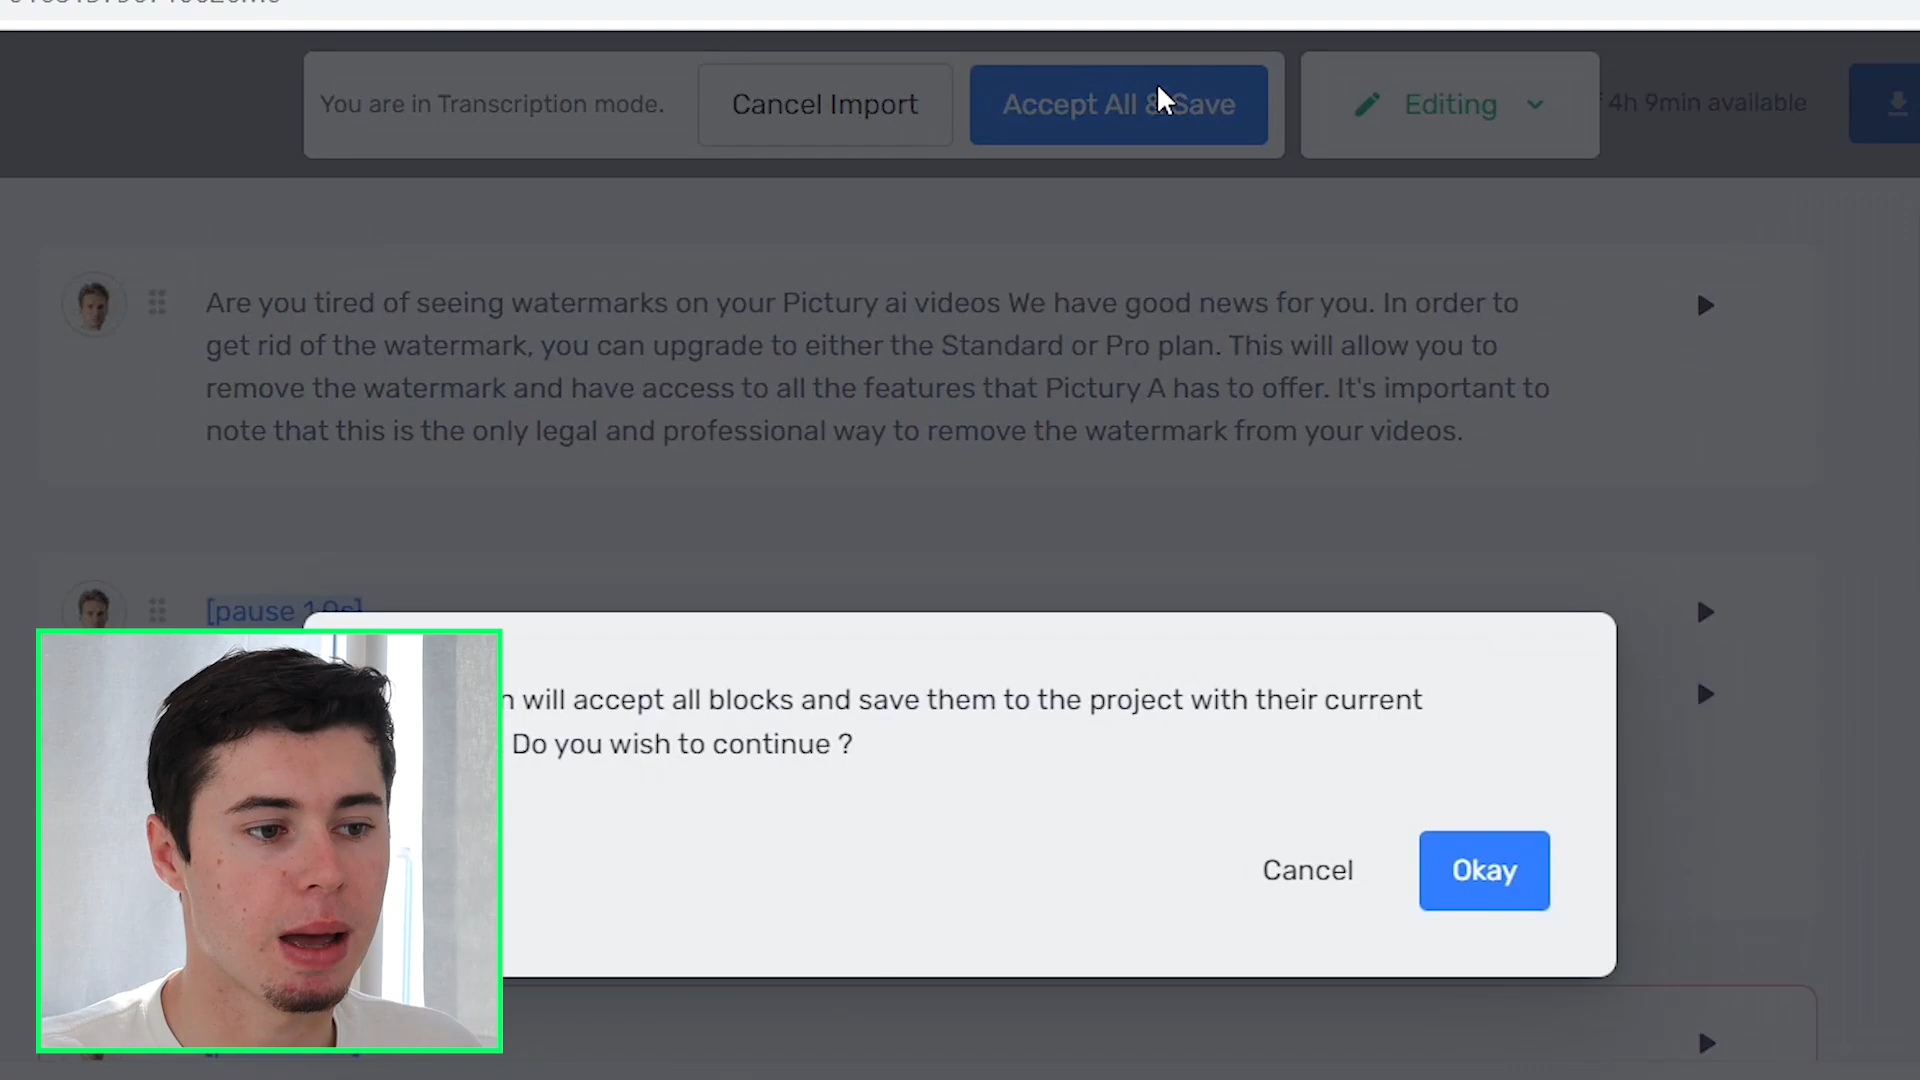 You are in Transcription mode.
Cancel Import
Accept All & Save
Editing
4h 9min available
Are you tired of seeing watermarks on your Pictury ai videos We have good news for you. In order to
get rid of the watermark, you can upgrade to either the Standard or Pro plan. This will allow you to
remove the watermark and have access to all the features that Pictury A has to offer. It's important to
note that this is the only legal and professional way to remove the watermark from your videos.
[pause 1.0s]
will accept all blocks and save them to the project with their current
Do you wish to continue ?
Cancel
Okay